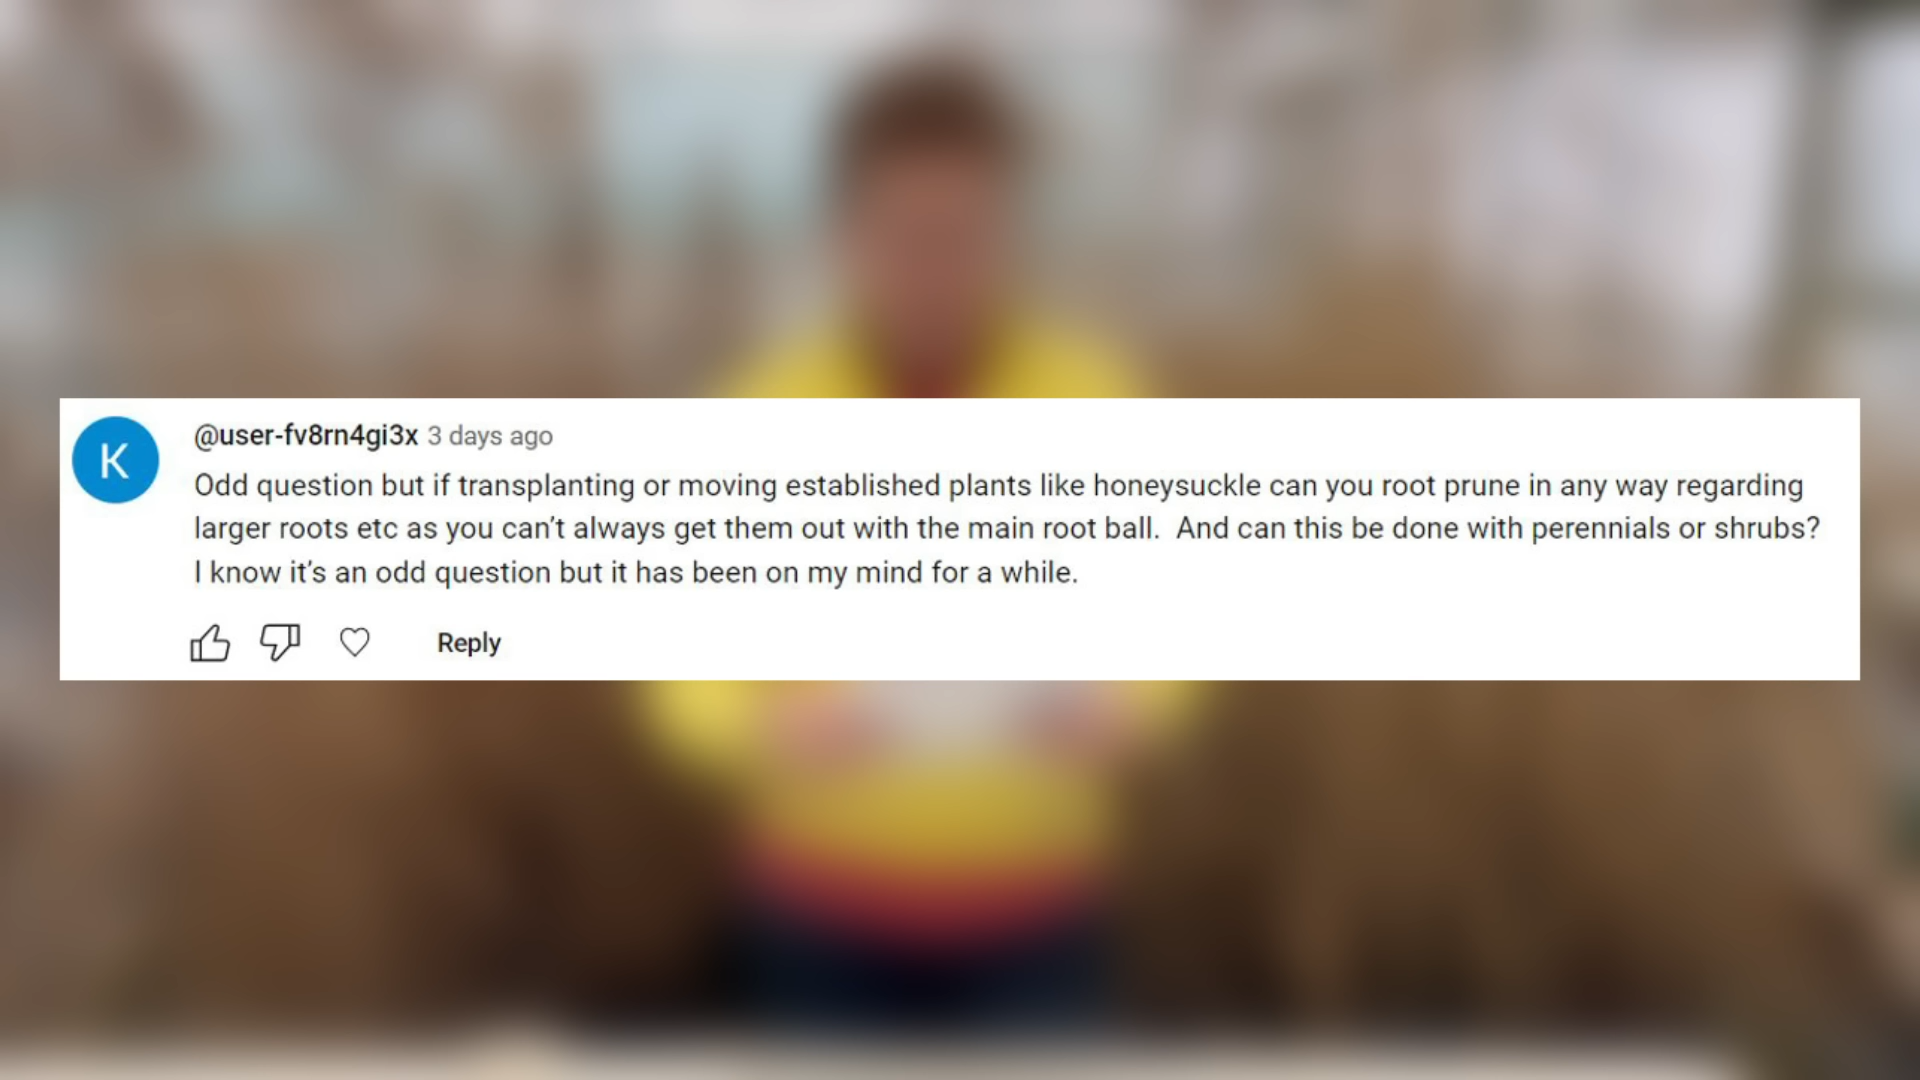 K
@user-fv8rn4gi3x 3 days ago
Odd question but if transplanting or moving established plants like honeysuckle can you root prune in any way regarding
larger roots etc as you can’t always get them out with the main root ball.  And can this be done with perennials or shrubs?
I know it’s an odd question but it has been on my mind for a while.
Reply